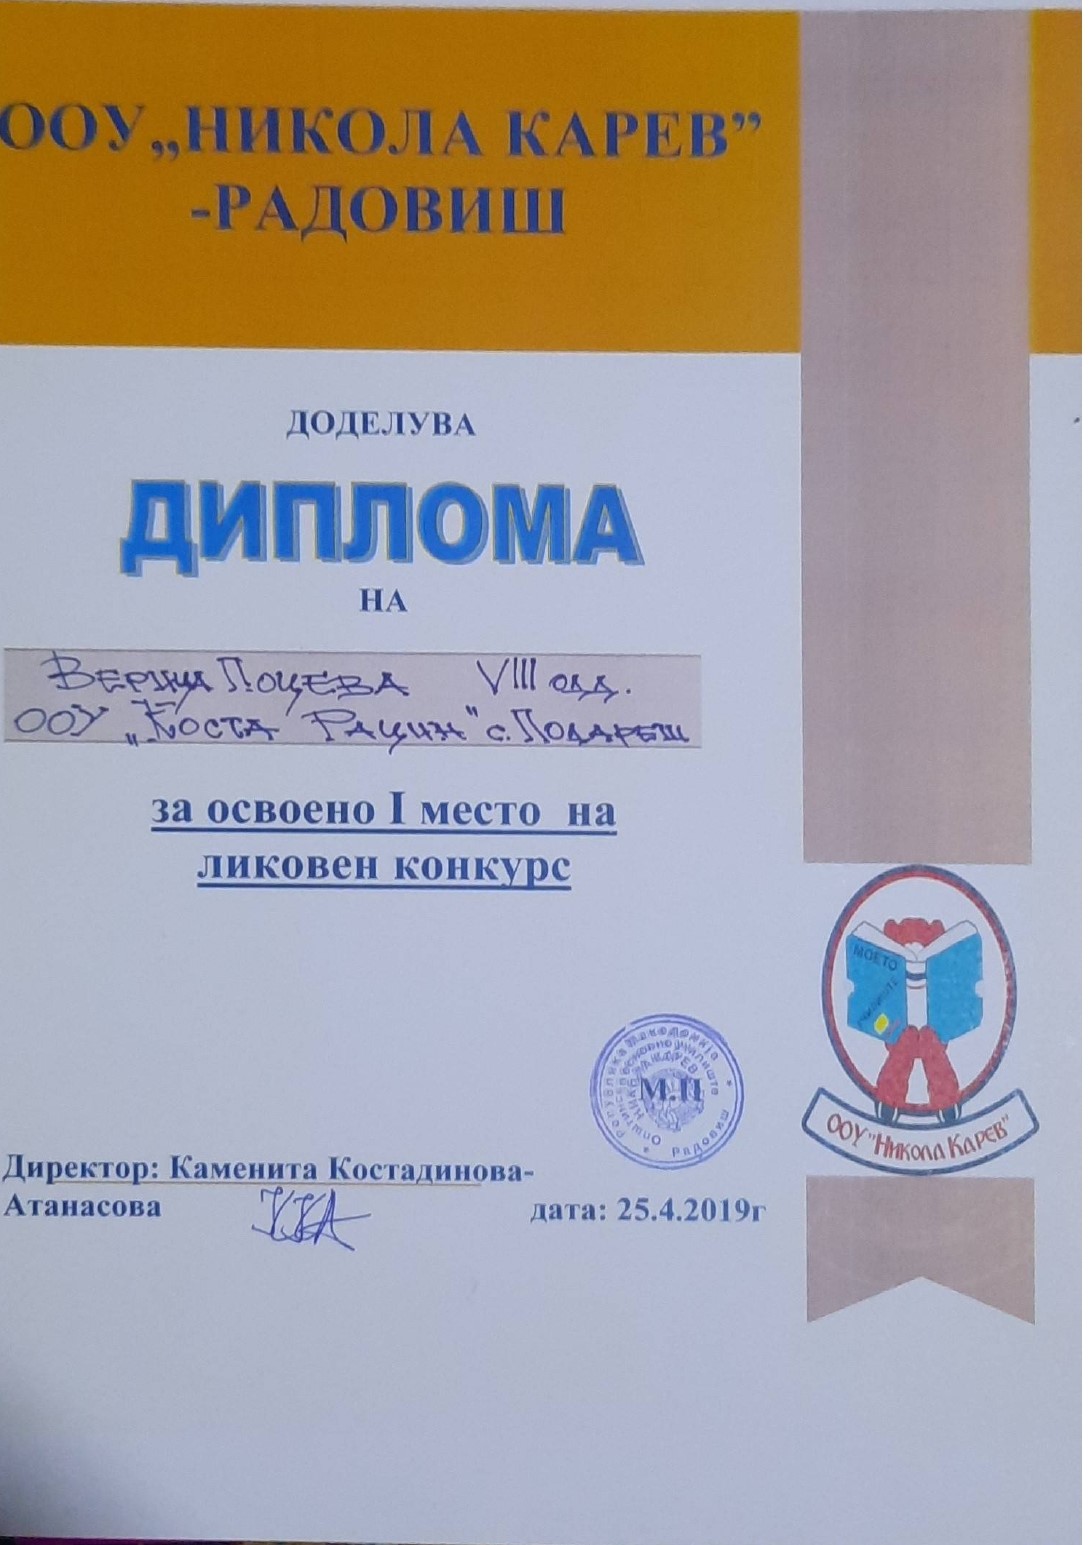 ООУ„НИКОЛА КАРЕВ”
-РАДОВИШ
ДОДЕЛУВА
ДИПЛОМА
НА
Верица Поцева VIII одд.
ООУ „Коста Рацин" с. Подареш
за освоено I место на
ликовен конкурс
МОЕТО
ООУ "НИКОЛА КАРЕВ"
Република Македонија
Општинско основно училиште
НИКОЛА КАРЕВ
Радовиш
М.П
Директор: Каменита Костадинова-
Атанасова
дата: 25.4.2019г